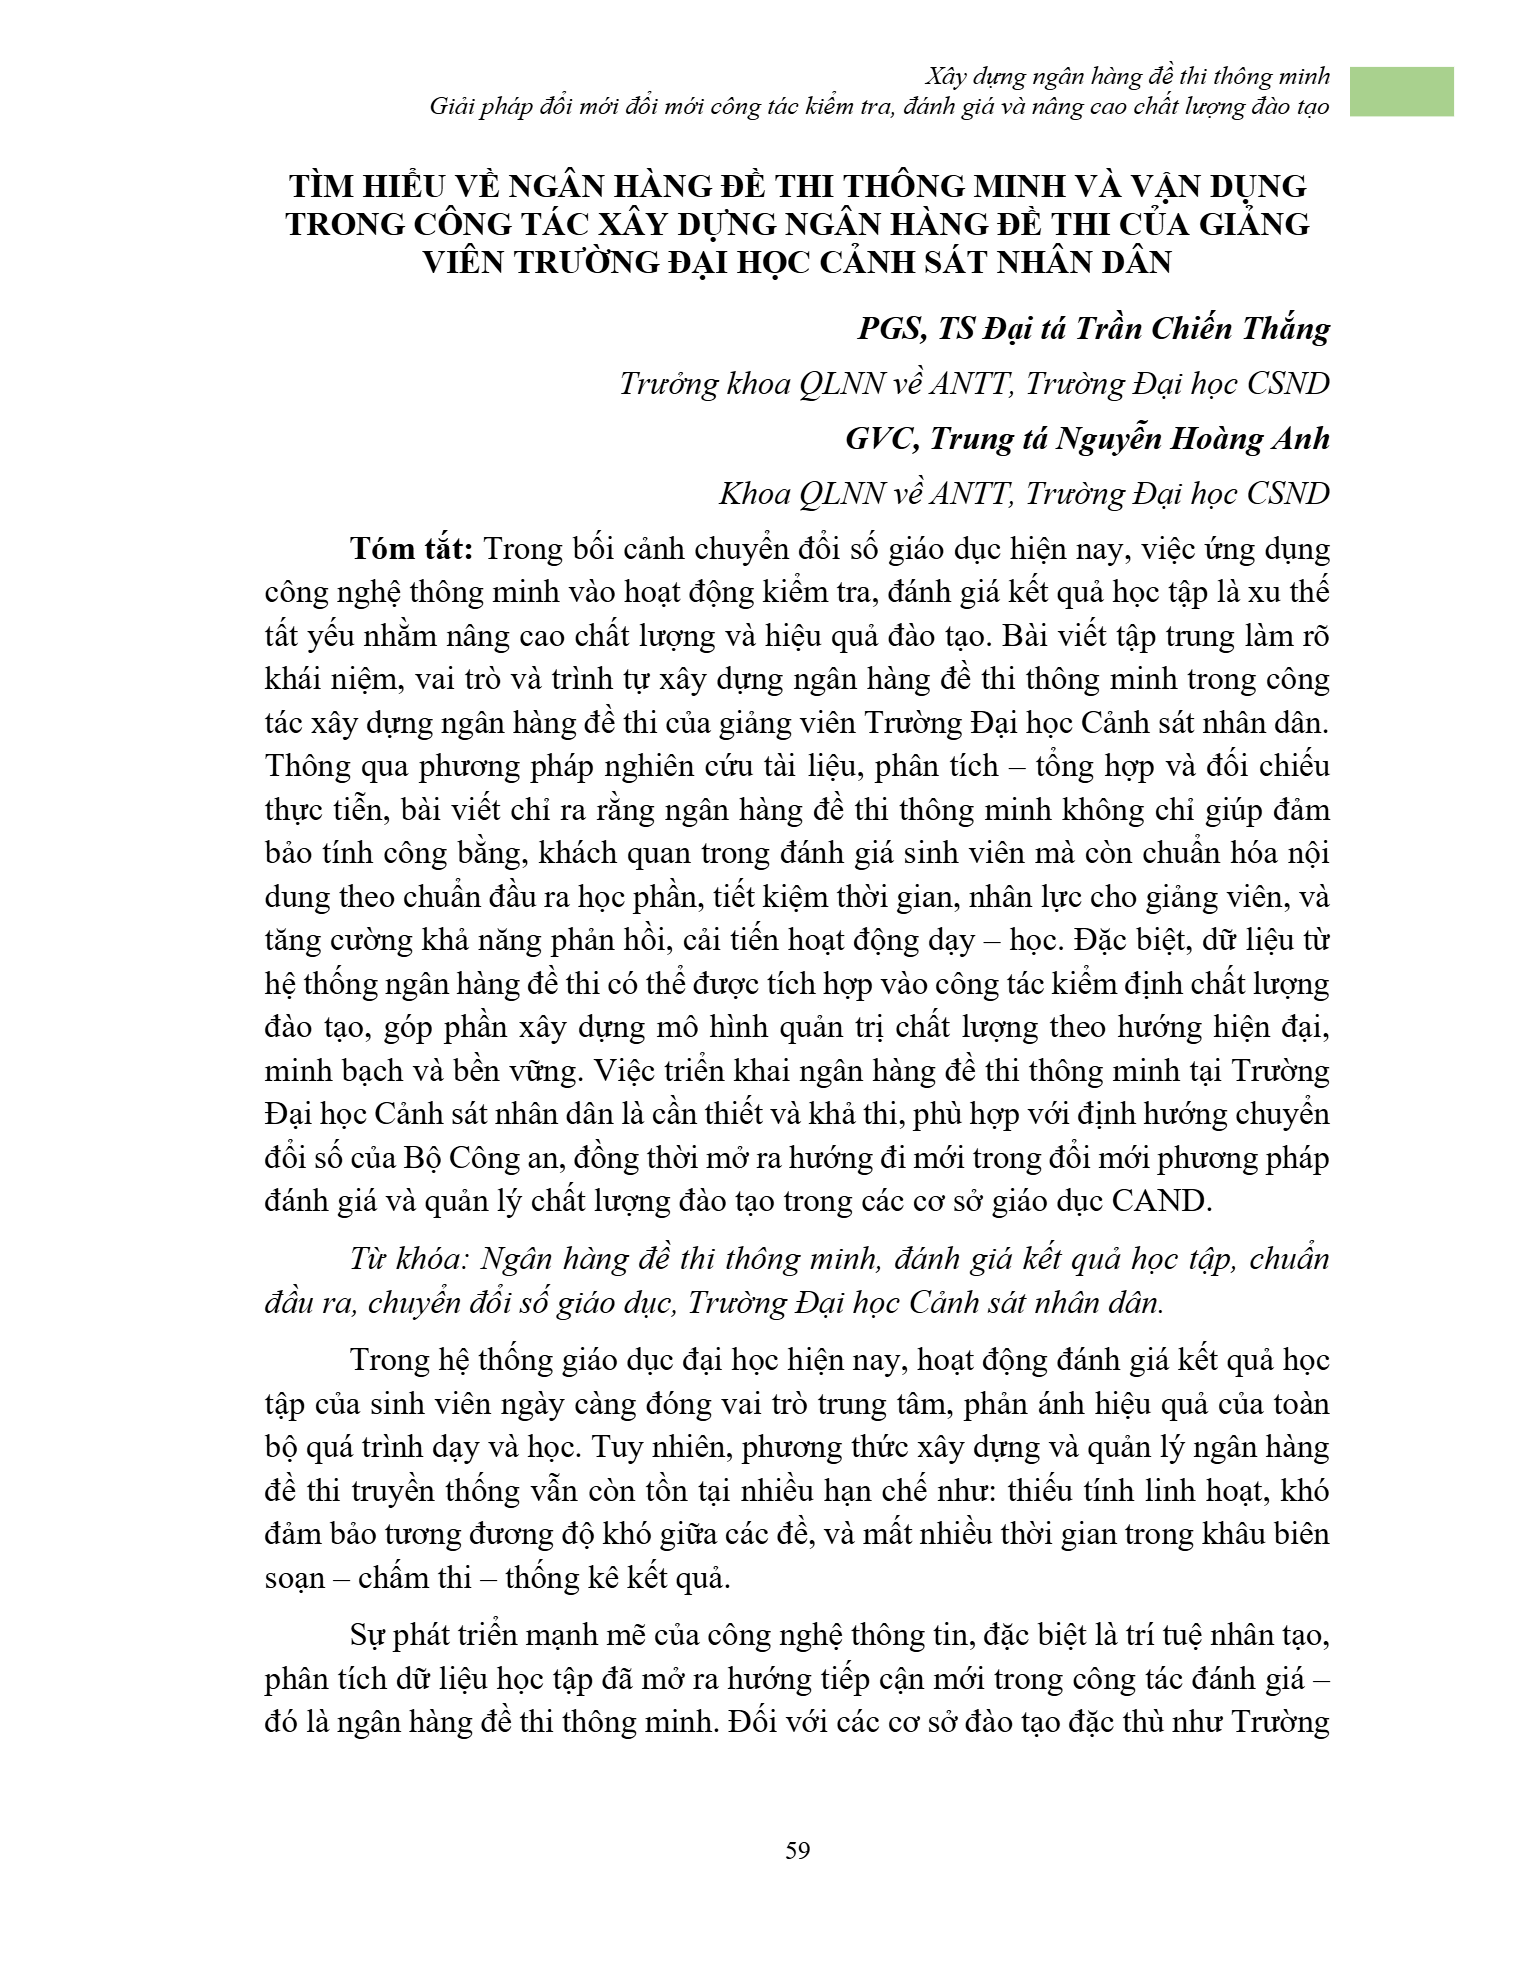 Xây dựng ngân hàng đề thi thông minh
Giải pháp đổi mới đổi mới công tác kiểm tra, đánh giá và nâng cao chất lượng đào tạo
TÌM HIỂU VỀ NGÂN HÀNG ĐỀ THI THÔNG MINH VÀ VẬN DỤNG
TRONG CÔNG TÁC XÂY DỰNG NGÂN HÀNG ĐỀ THI CỦA GIẢNG
VIÊN TRƯỜNG ĐẠI HỌC CẢNH SÁT NHÂN DÂN
PGS, TS Đại tá Trần Chiến Thắng
Trưởng khoa QLNN về ANTT, Trường Đại học CSND
GVC, Trung tá Nguyễn Hoàng Anh
Khoa QLNN về ANTT, Trường Đại học CSND
Tóm tắt: Trong bối cảnh chuyển đổi số giáo dục hiện nay, việc ứng dụng
công nghệ thông minh vào hoạt động kiểm tra, đánh giá kết quả học tập là xu thế
tất yếu nhằm nâng cao chất lượng và hiệu quả đào tạo. Bài viết tập trung làm rõ
khái niệm, vai trò và trình tự xây dựng ngân hàng đề thi thông minh trong công
tác xây dựng ngân hàng đề thi của giảng viên Trường Đại học Cảnh sát nhân dân.
Thông qua phương pháp nghiên cứu tài liệu, phân tích – tổng hợp và đối chiếu
thực tiễn, bài viết chỉ ra rằng ngân hàng đề thi thông minh không chỉ giúp đảm
bảo tính công bằng, khách quan trong đánh giá sinh viên mà còn chuẩn hóa nội
dung theo chuẩn đầu ra học phần, tiết kiệm thời gian, nhân lực cho giảng viên, và
tăng cường khả năng phản hồi, cải tiến hoạt động dạy – học. Đặc biệt, dữ liệu từ
hệ thống ngân hàng đề thi có thể được tích hợp vào công tác kiểm định chất lượng
đào tạo, góp phần xây dựng mô hình quản trị chất lượng theo hướng hiện đại,
minh bạch và bền vững. Việc triển khai ngân hàng đề thi thông minh tại Trường
Đại học Cảnh sát nhân dân là cần thiết và khả thi, phù hợp với định hướng chuyển
đổi số của Bộ Công an, đồng thời mở ra hướng đi mới trong đổi mới phương pháp
đánh giá và quản lý chất lượng đào tạo trong các cơ sở giáo dục CAND.
Từ khóa: Ngân hàng đề thi thông minh, đánh giá kết quả học tập, chuẩn
đầu ra, chuyển đổi số giáo dục, Trường Đại học Cảnh sát nhân dân.
Trong hệ thống giáo dục đại học hiện nay, hoạt động đánh giá kết quả học
tập của sinh viên ngày càng đóng vai trò trung tâm, phản ánh hiệu quả của toàn
bộ quá trình dạy và học. Tuy nhiên, phương thức xây dựng và quản lý ngân hàng
đề thi truyền thống vẫn còn tồn tại nhiều hạn chế như: thiếu tính linh hoạt, khó
đảm bảo tương đương độ khó giữa các đề, và mất nhiều thời gian trong khâu biên
soạn – chấm thi – thống kê kết quả.
Sự phát triển mạnh mẽ của công nghệ thông tin, đặc biệt là trí tuệ nhân tạo,
phân tích dữ liệu học tập đã mở ra hướng tiếp cận mới trong công tác đánh giá –
đó là ngân hàng đề thi thông minh. Đối với các cơ sở đào tạo đặc thù như Trường
59